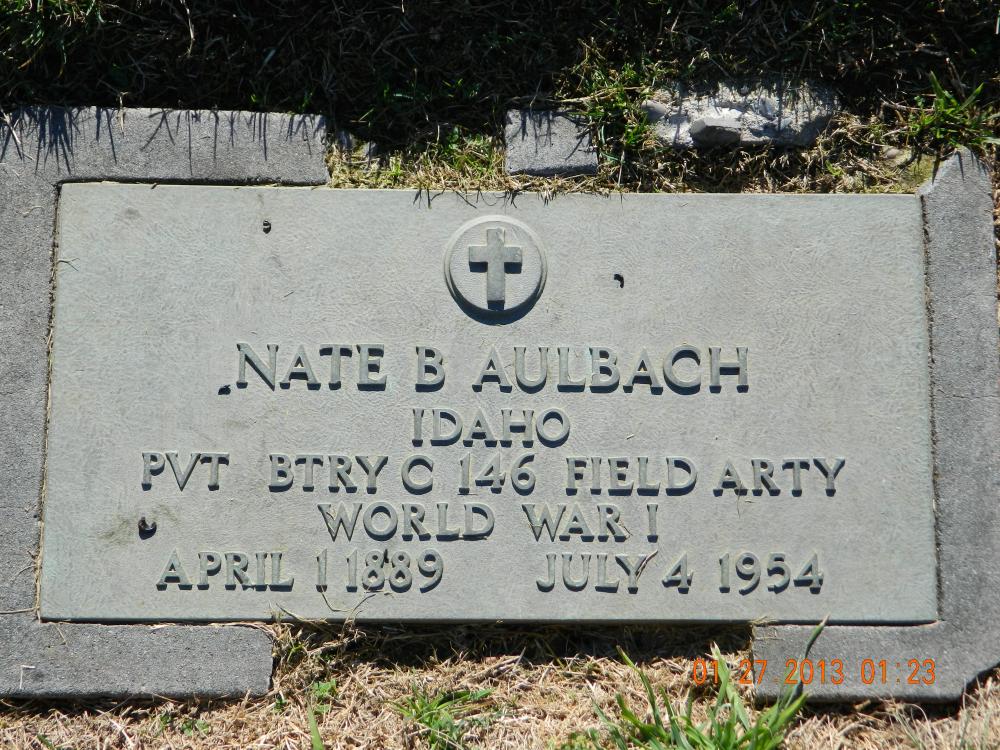 NATE B AULBACH
IDAHO
PVT BTRY C 146 FIELD ARTY
WORLD WAR I
APRIL 1 1889 JULY 4 1954
01.27.2013 01:23